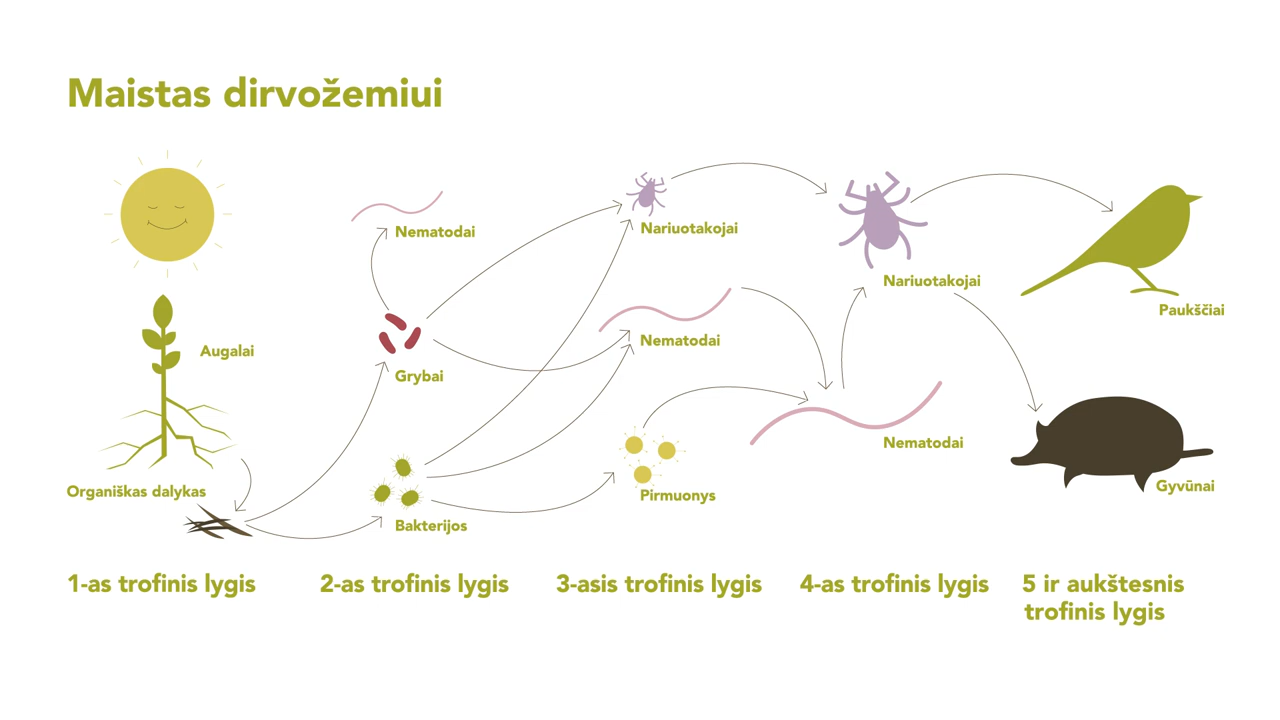 Maistas dirvožemiui
Nematodai
Nariuotakojai
Nariuotakojai
Paukščiai
Augalai
Grybai
Nematodai
Nematodai
Organiškas dalykas
Bakterijos
Pirmuonys
Gyvūnai
1-as trofinis lygis
2-as trofinis lygis
3-asis trofinis lygis
4-as trofinis lygis
5 ir aukštesnis
trofinis lygis